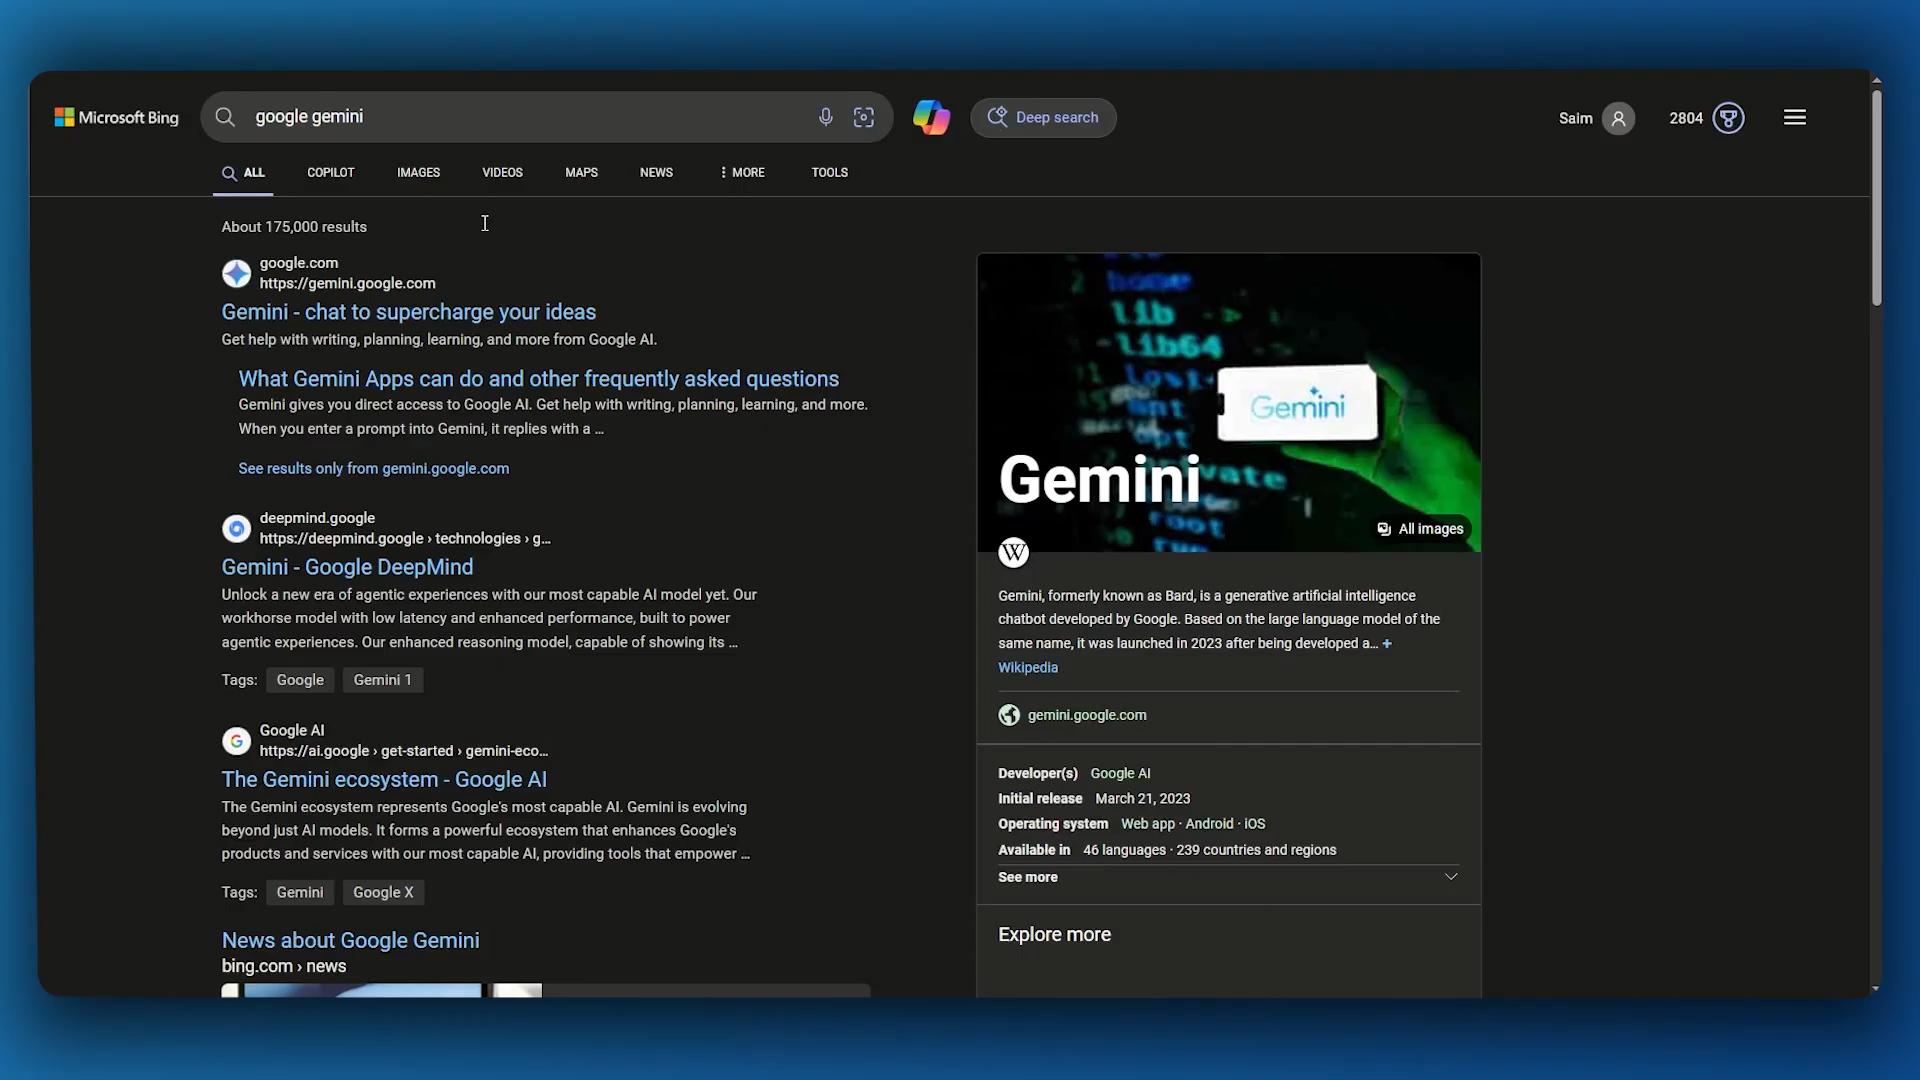 Microsoft Bing
google gemini
Deep search
Saim
2804
ALL
COPILOT
IMAGES
VIDEOS
MAPS
NEWS
MORE
TOOLS
About 175,000 results
google.com
https://gemini.google.com
Gemini - chat to supercharge your ideas
Get help with writing, planning, learning, and more from Google AI.
What Gemini Apps can do and other frequently asked questions
Gemini gives you direct access to Google AI. Get help with writing, planning, learning, and more.
When you enter a prompt into Gemini, it replies with a ...
See results only from gemini.google.com
deepmind.google
https://deepmind.google › technologies › g...
Gemini - Google DeepMind
Unlock a new era of agentic experiences with our most capable AI model yet. Our
workhorse model with low latency and enhanced performance, built to power
agentic experiences. Our enhanced reasoning model, capable of showing its ...
Tags: Google Gemini 1
Google AI
https://ai.google › get-started › gemini-eco...
The Gemini ecosystem - Google AI
The Gemini ecosystem represents Google's most capable AI. Gemini is evolving
beyond just AI models. It forms a powerful ecosystem that enhances Google's
products and services with our most capable AI, providing tools that empower ...
Tags: Gemini Google X
News about Google Gemini
bing.com › news
home
lib
lib64
Gemini
opt
private
root
run
Gemini
All images
W
Gemini, formerly known as Bard, is a generative artificial intelligence
chatbot developed by Google. Based on the large language model of the
same name, it was launched in 2023 after being developed a... +
Wikipedia
gemini.google.com
Developer(s) Google AI
Initial release March 21, 2023
Operating system Web app · Android · iOS
Available in 46 languages · 239 countries and regions
See more
Explore more